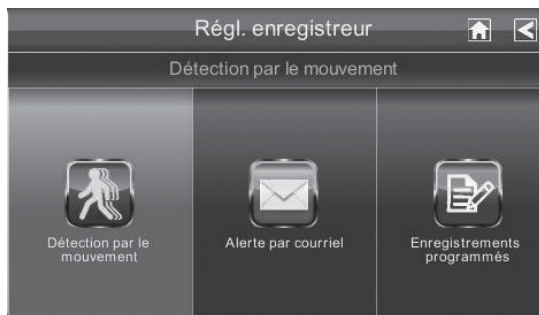 Régl. enregistreur
Détection par le mouvement
Détection par le
mouvement
Alerte par courriel
Enregistrements
programmés